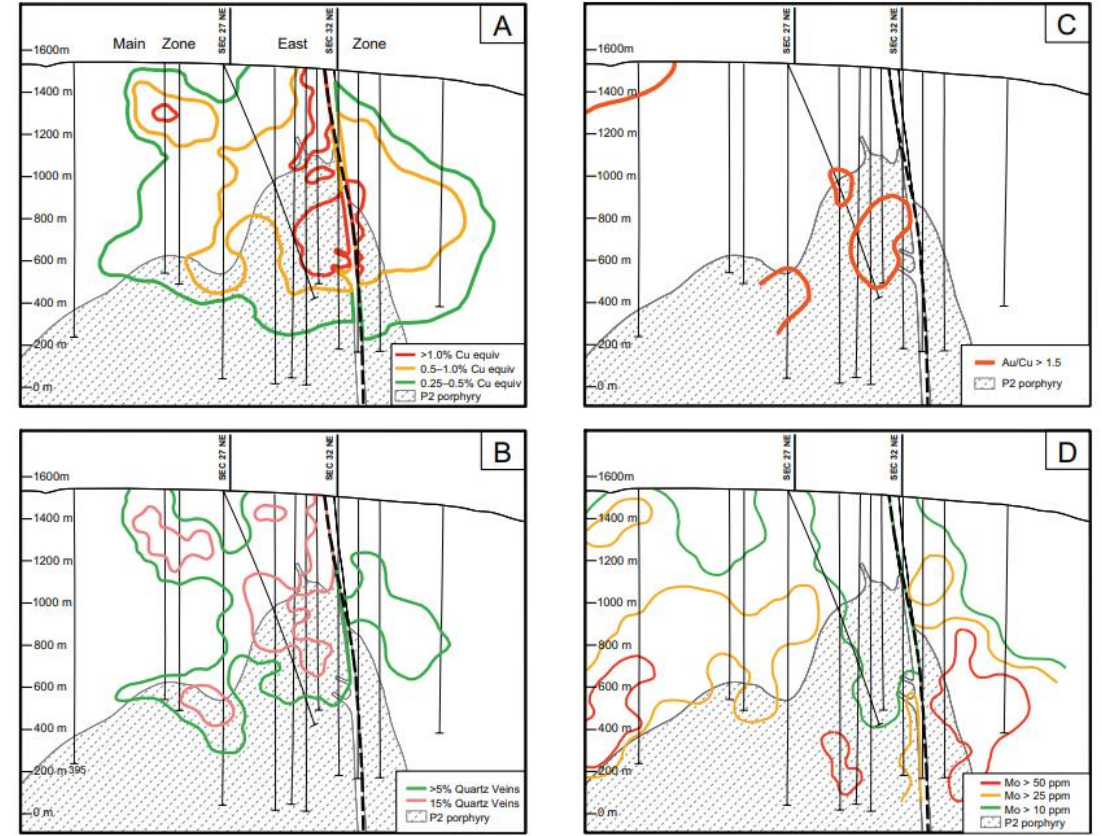 A
SEC 27 NE
SEC 32 NE
Main Zone East Zone
1600m
1400 m
1200 m
1000 m
800 m
600 m
400 m
200 m
0 m
>1.0% Cu equiv
0.5–1.0% Cu equiv
0.25–0.5% Cu equiv
P2 porphyry
C
SEC 27 NE
SEC 32 NE
1600m
1400 m
1200 m
1000 m
800 m
600 m
400 m
200 m
0 m
Au/Cu > 1.5
P2 porphyry
B
SEC 27 NE
SEC 32 NE
1600m
1400 m
1200 m
1000 m
800 m
600 m
400 m
200 m 395
0 m
>5% Quartz Veins
15% Quartz Veins
P2 porphyry
D
SEC 27 NE
SEC 32 NE
1600m
1400 m
1200 m
1000 m
800 m
600 m
400 m
200 m
0 m
Mo > 50 ppm
Mo > 25 ppm
Mo > 10 ppm
P2 porphyry